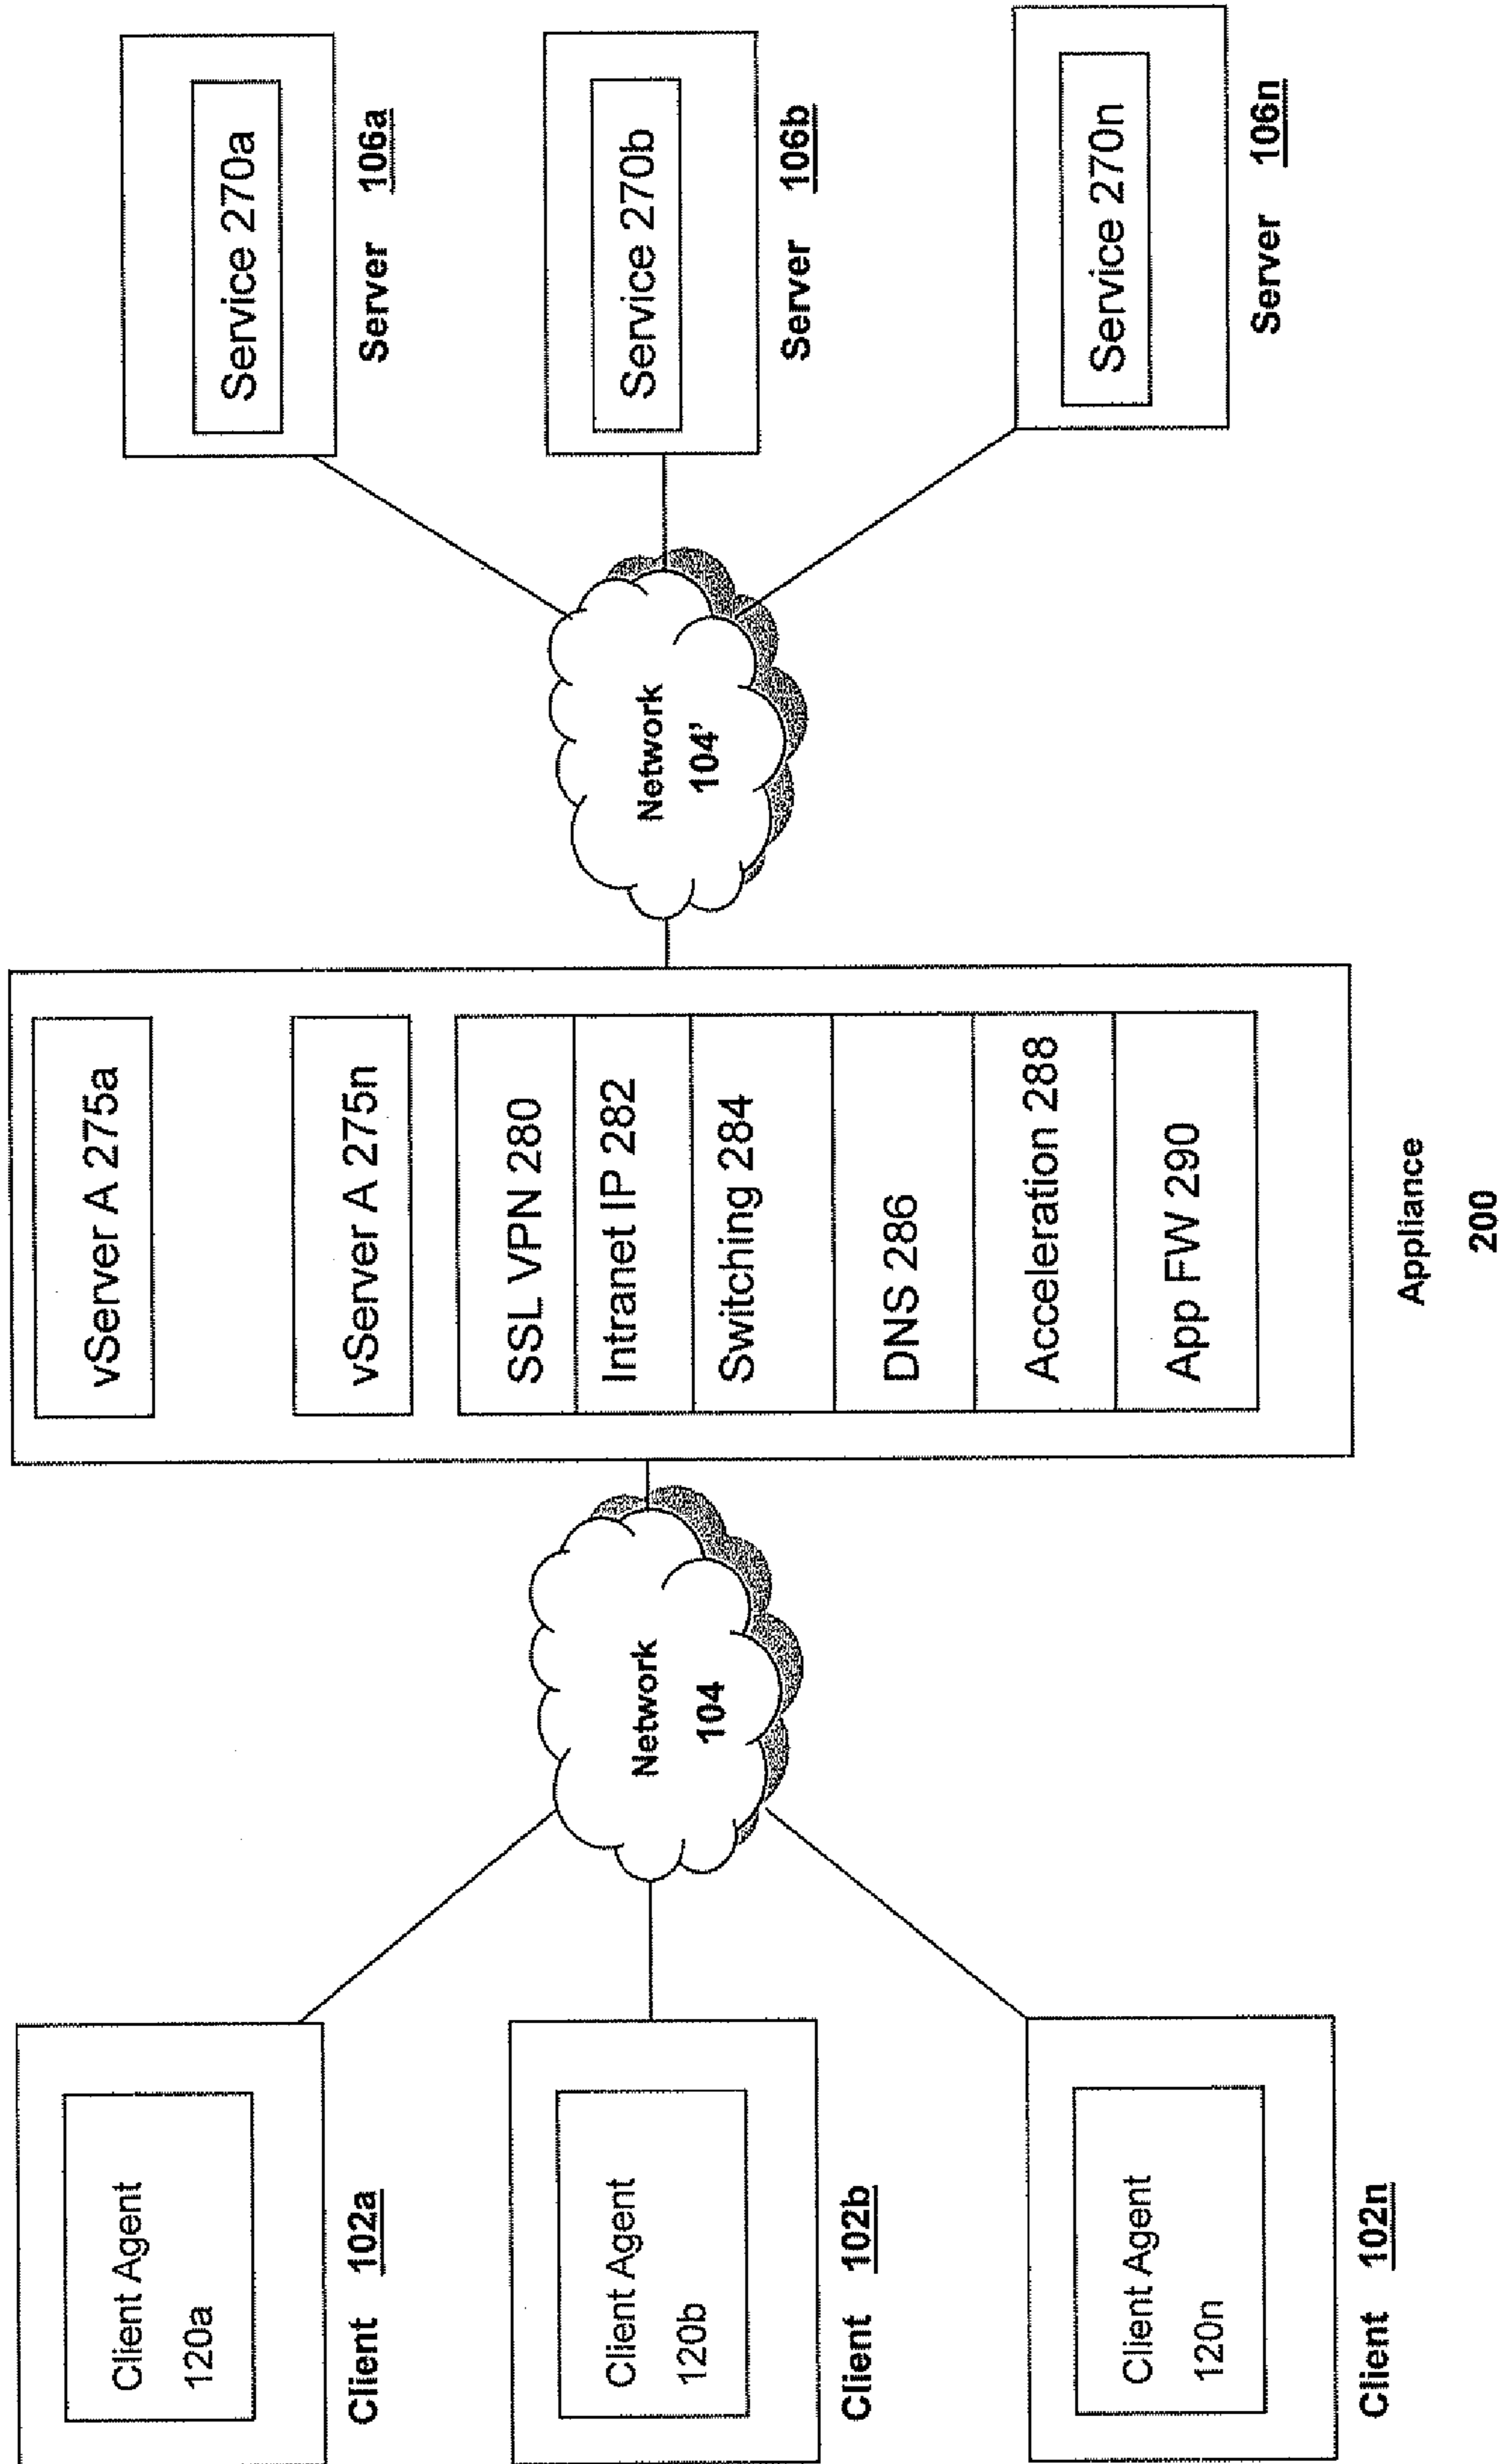 Client Agent
120a
Client 102a
Client Agent
120b
Client 102b
Client Agent
120n
Client 102n
Network
104
vServer A 275a
vServer A 275n
SSL VPN 280
Intranet IP 282
Switching 284
DNS 286
Acceleration 288
App FW 290
Appliance
200
Network
104'
Service 270a
Server 106a
Service 270b
Server 106b
Service 270n
Server 106n